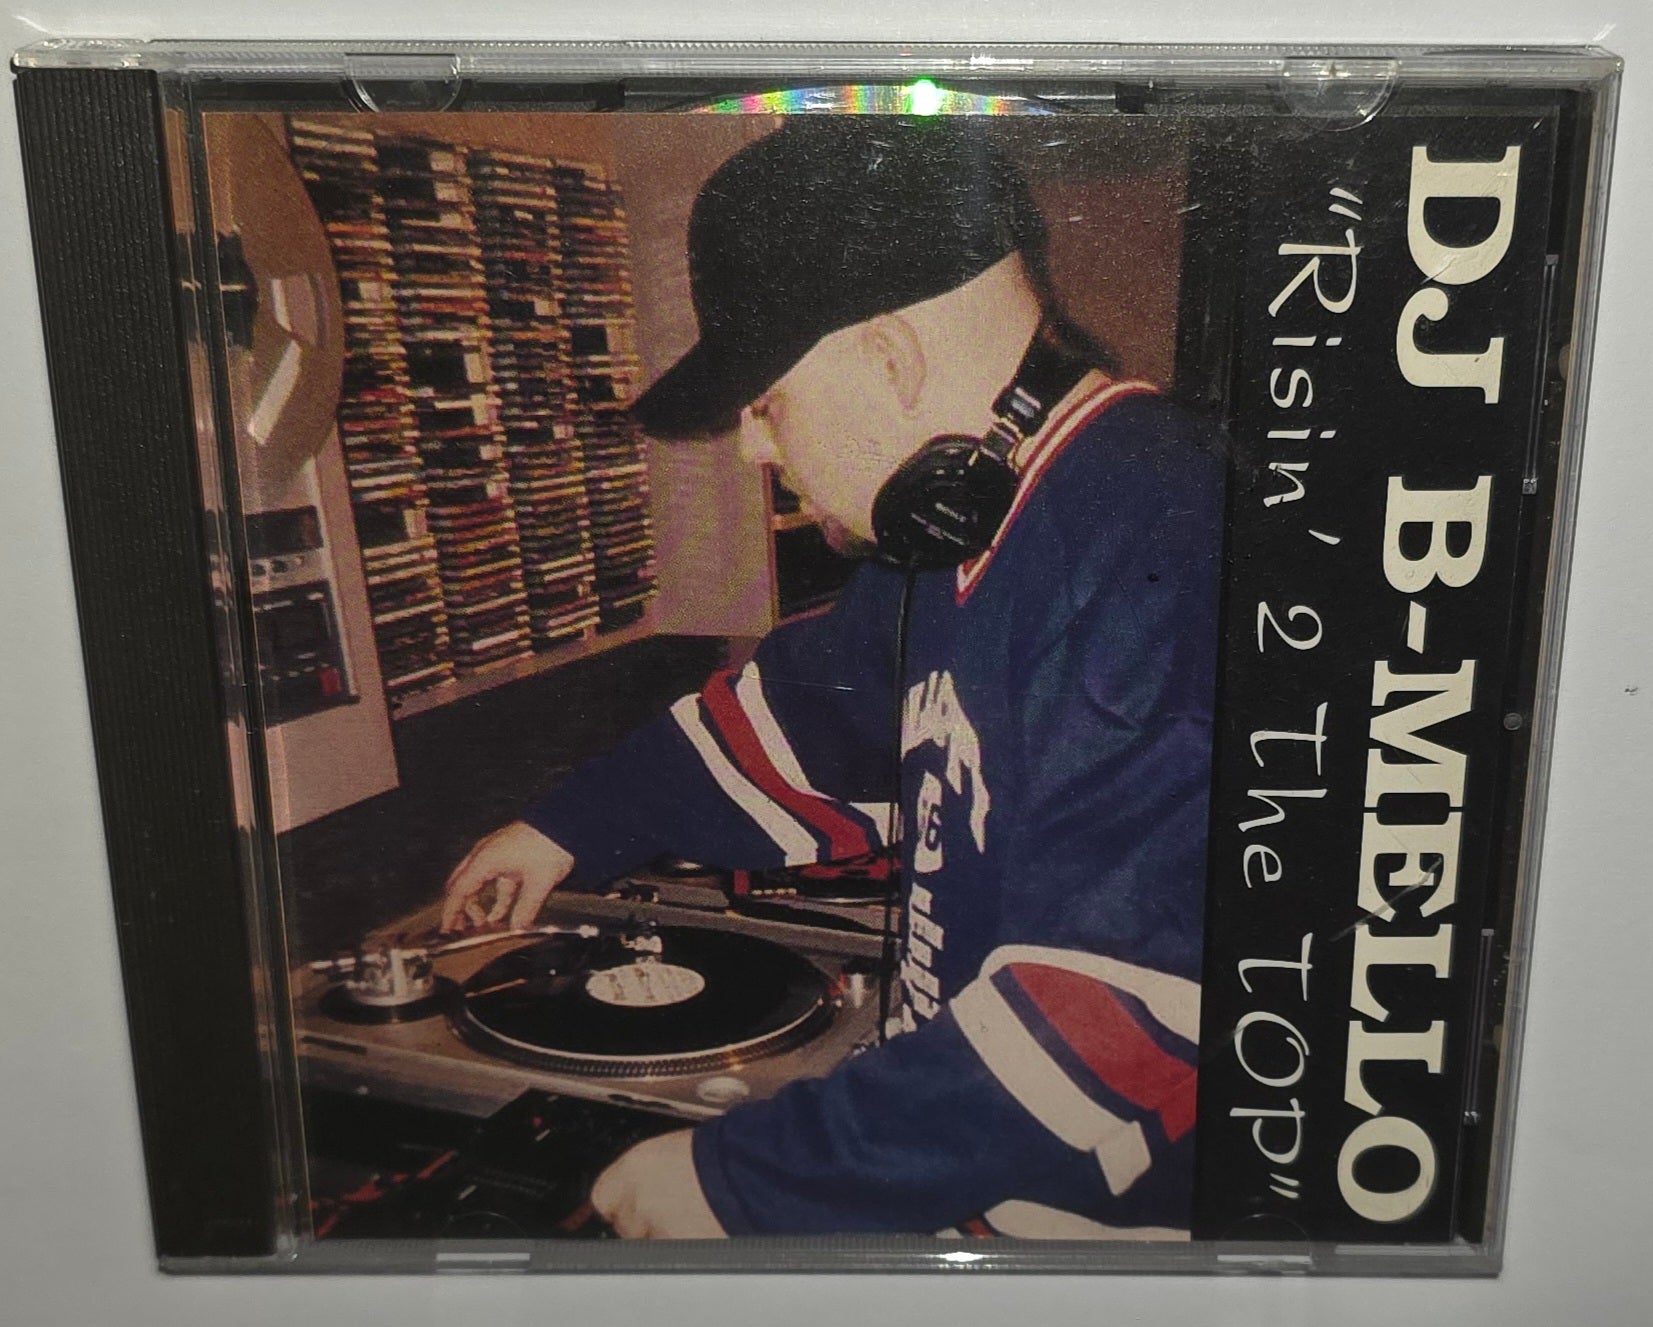 DJ B-MELLO
"Risin' 2 The TOP"